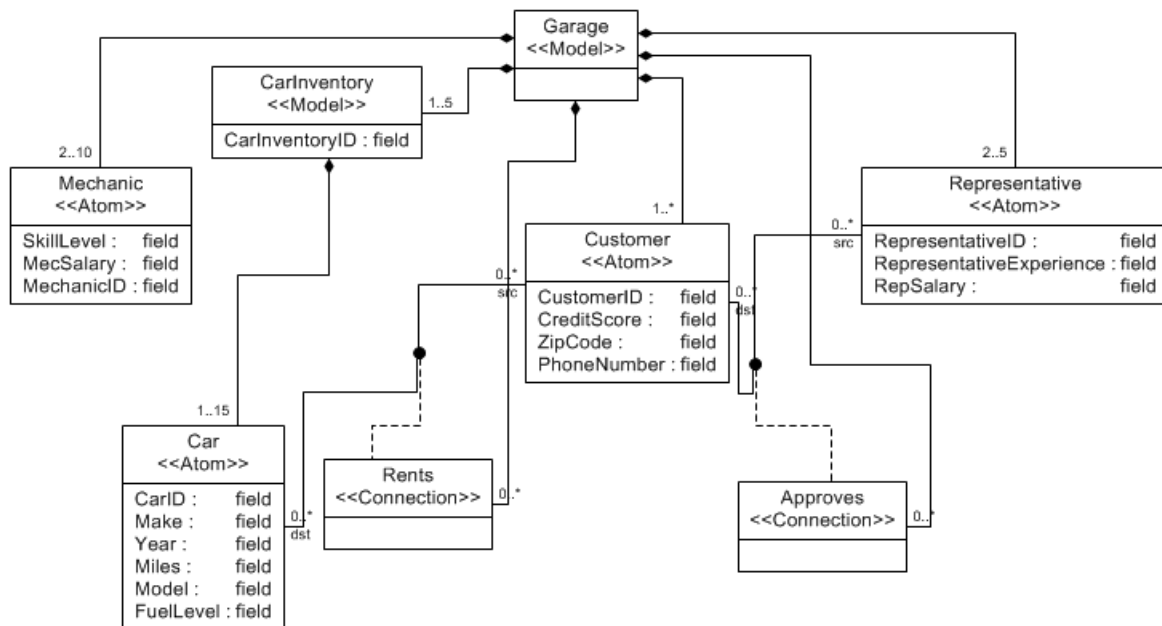 Garage
<<Model>>
CarInventory
<<Model>>
CarInventoryID : field
1..5
2..10
Mechanic
<<Atom>>
SkillLevel : field
MecSalary : field
MechanicID : field
2..5
Representative
<<Atom>>
RepresentativeID : field
RepresentativeExperience : field
RepSalary : field
0..*
src
1..*
Customer
<<Atom>>
CustomerID : field
CreditScore : field
ZipCode : field
PhoneNumber : field
0..*
src
0..*
dst
1..15
Car
<<Atom>>
CarID : field
Make : field
Year : field
Miles : field
Model : field
FuelLevel : field
0..*
dst
Rents
<<Connection>>
0..*
Approves
<<Connection>>
0..*